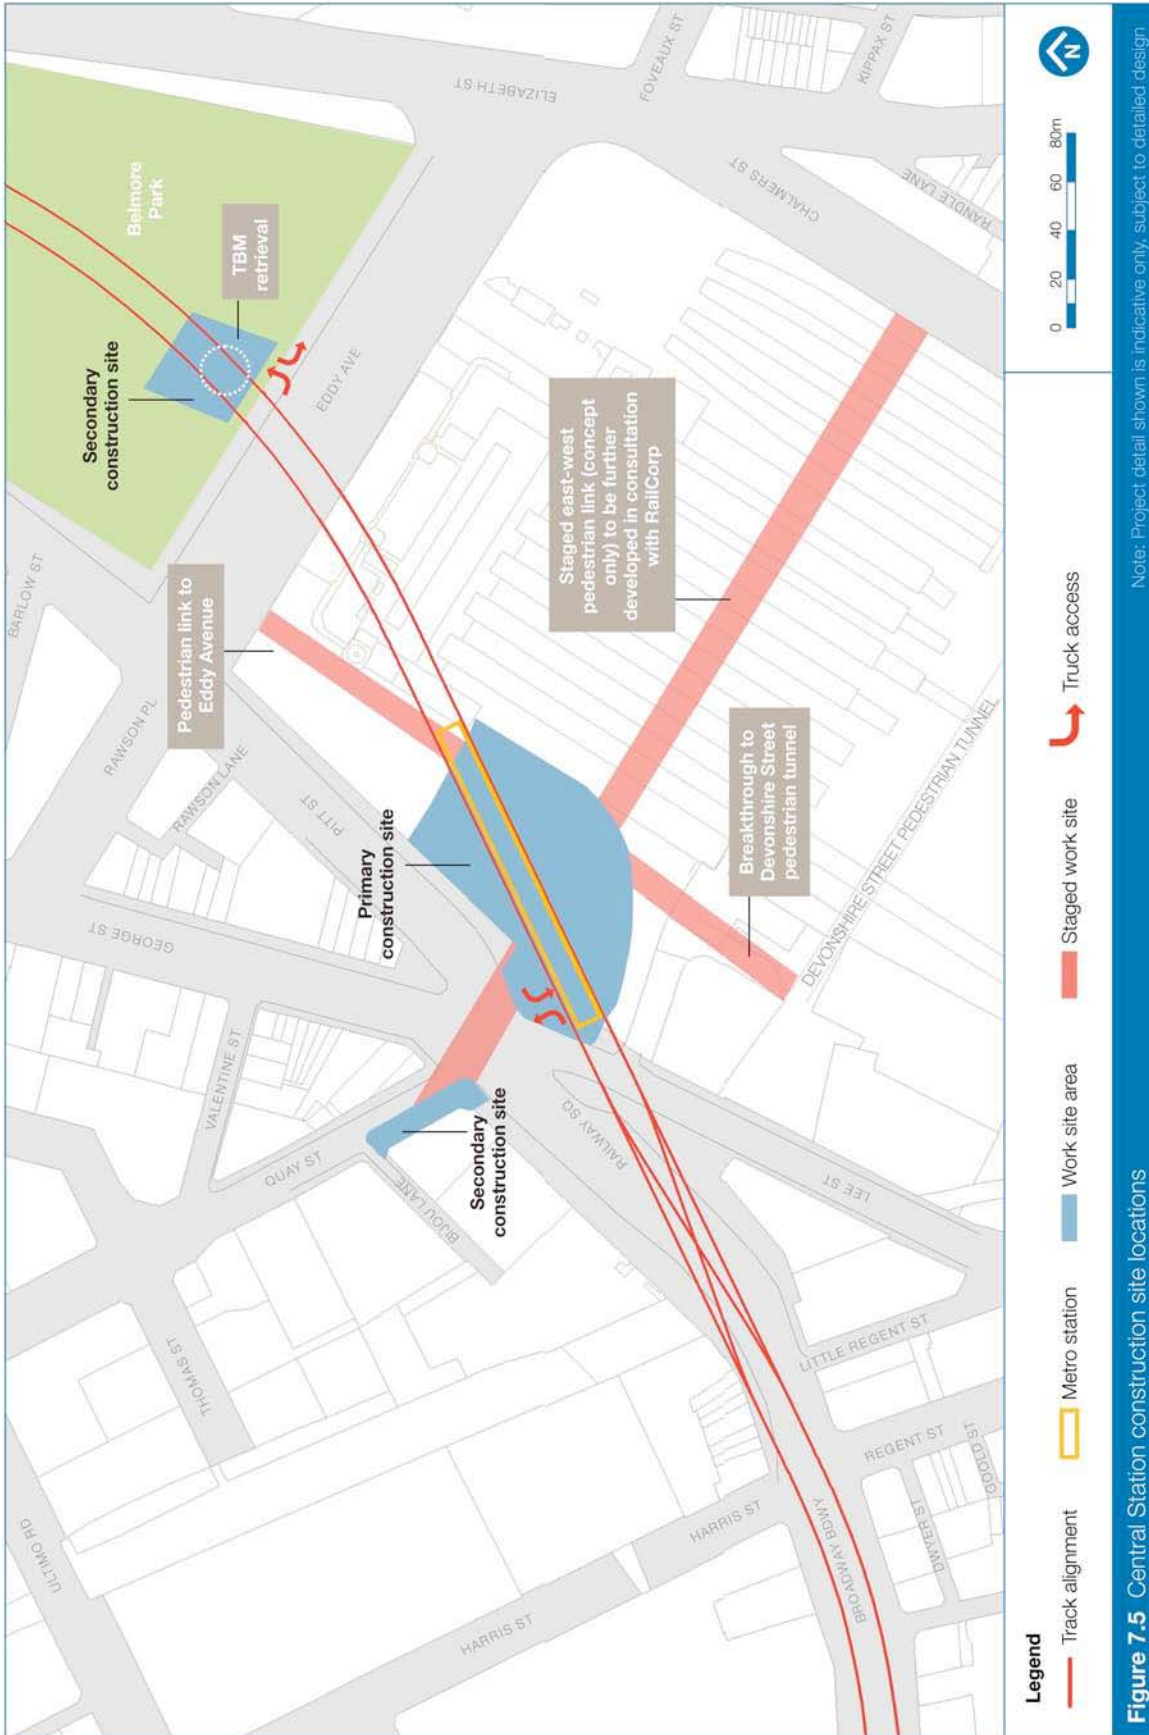 BARLOW ST
RAWSON PL
RAWSON LANE
PITT ST
GEORGE ST
VALENTINE ST
QUAY ST
BIJOU LANE
THOMAS ST
ULTIMO RD
HARRIS ST
HARRIS ST
BROADWAY BDWY
REGENT ST
LITTLE REGENT ST
DWYER ST
GOOLD ST
LEE ST
RAILWAY SQ
DEVONSHIRE STREET PEDESTRIAN TUNNEL
EDDY AVE
ELIZABETH ST
FOVEAUX ST
KIPPAX ST
CHALMERS ST
RANDLE LANE
Belmore
Park
TBM
retrieval
Secondary
construction site
Pedestrian link to
Eddy Avenue
Primary
construction site
Secondary
construction site
Staged east-west
pedestrian link (concept
only) to be further
developed in consultation
with RailCorp
Breakthrough to
Devonshire Street
pedestrian tunnel
Legend
Track alignment
Metro station
Work site area
Staged work site
Truck access
0 20 40 60 80m
N
Figure 7.5 Central Station construction site locations
Note: Project detail shown is indicative only, subject to detailed design